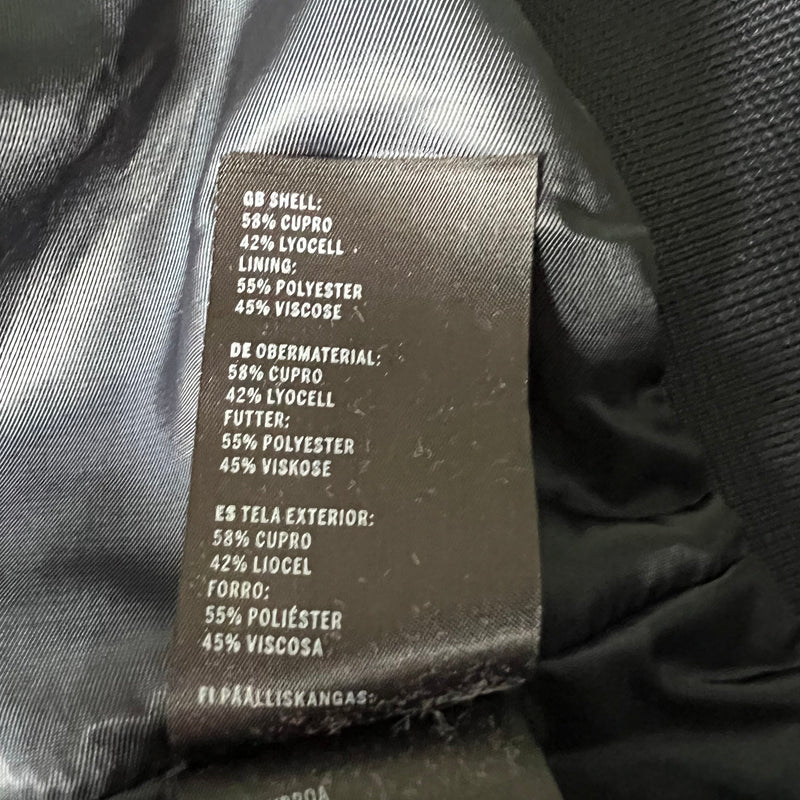 GB SHELL:
58% CUPRO
42% LYOCELL
LINING:
55% POLYESTER
45% VISCOSE
DE OBERMATERIAL:
58% CUPRO
42% LYOCELL
FUTTER:
55% POLYESTER
45% VISKOSE
ES TELA EXTERIOR:
58% CUPRO
42% LIOCEL
FORRO:
55% POLIÉSTER
45% VISCOSA
FI PÄÄLLISKANGAS: